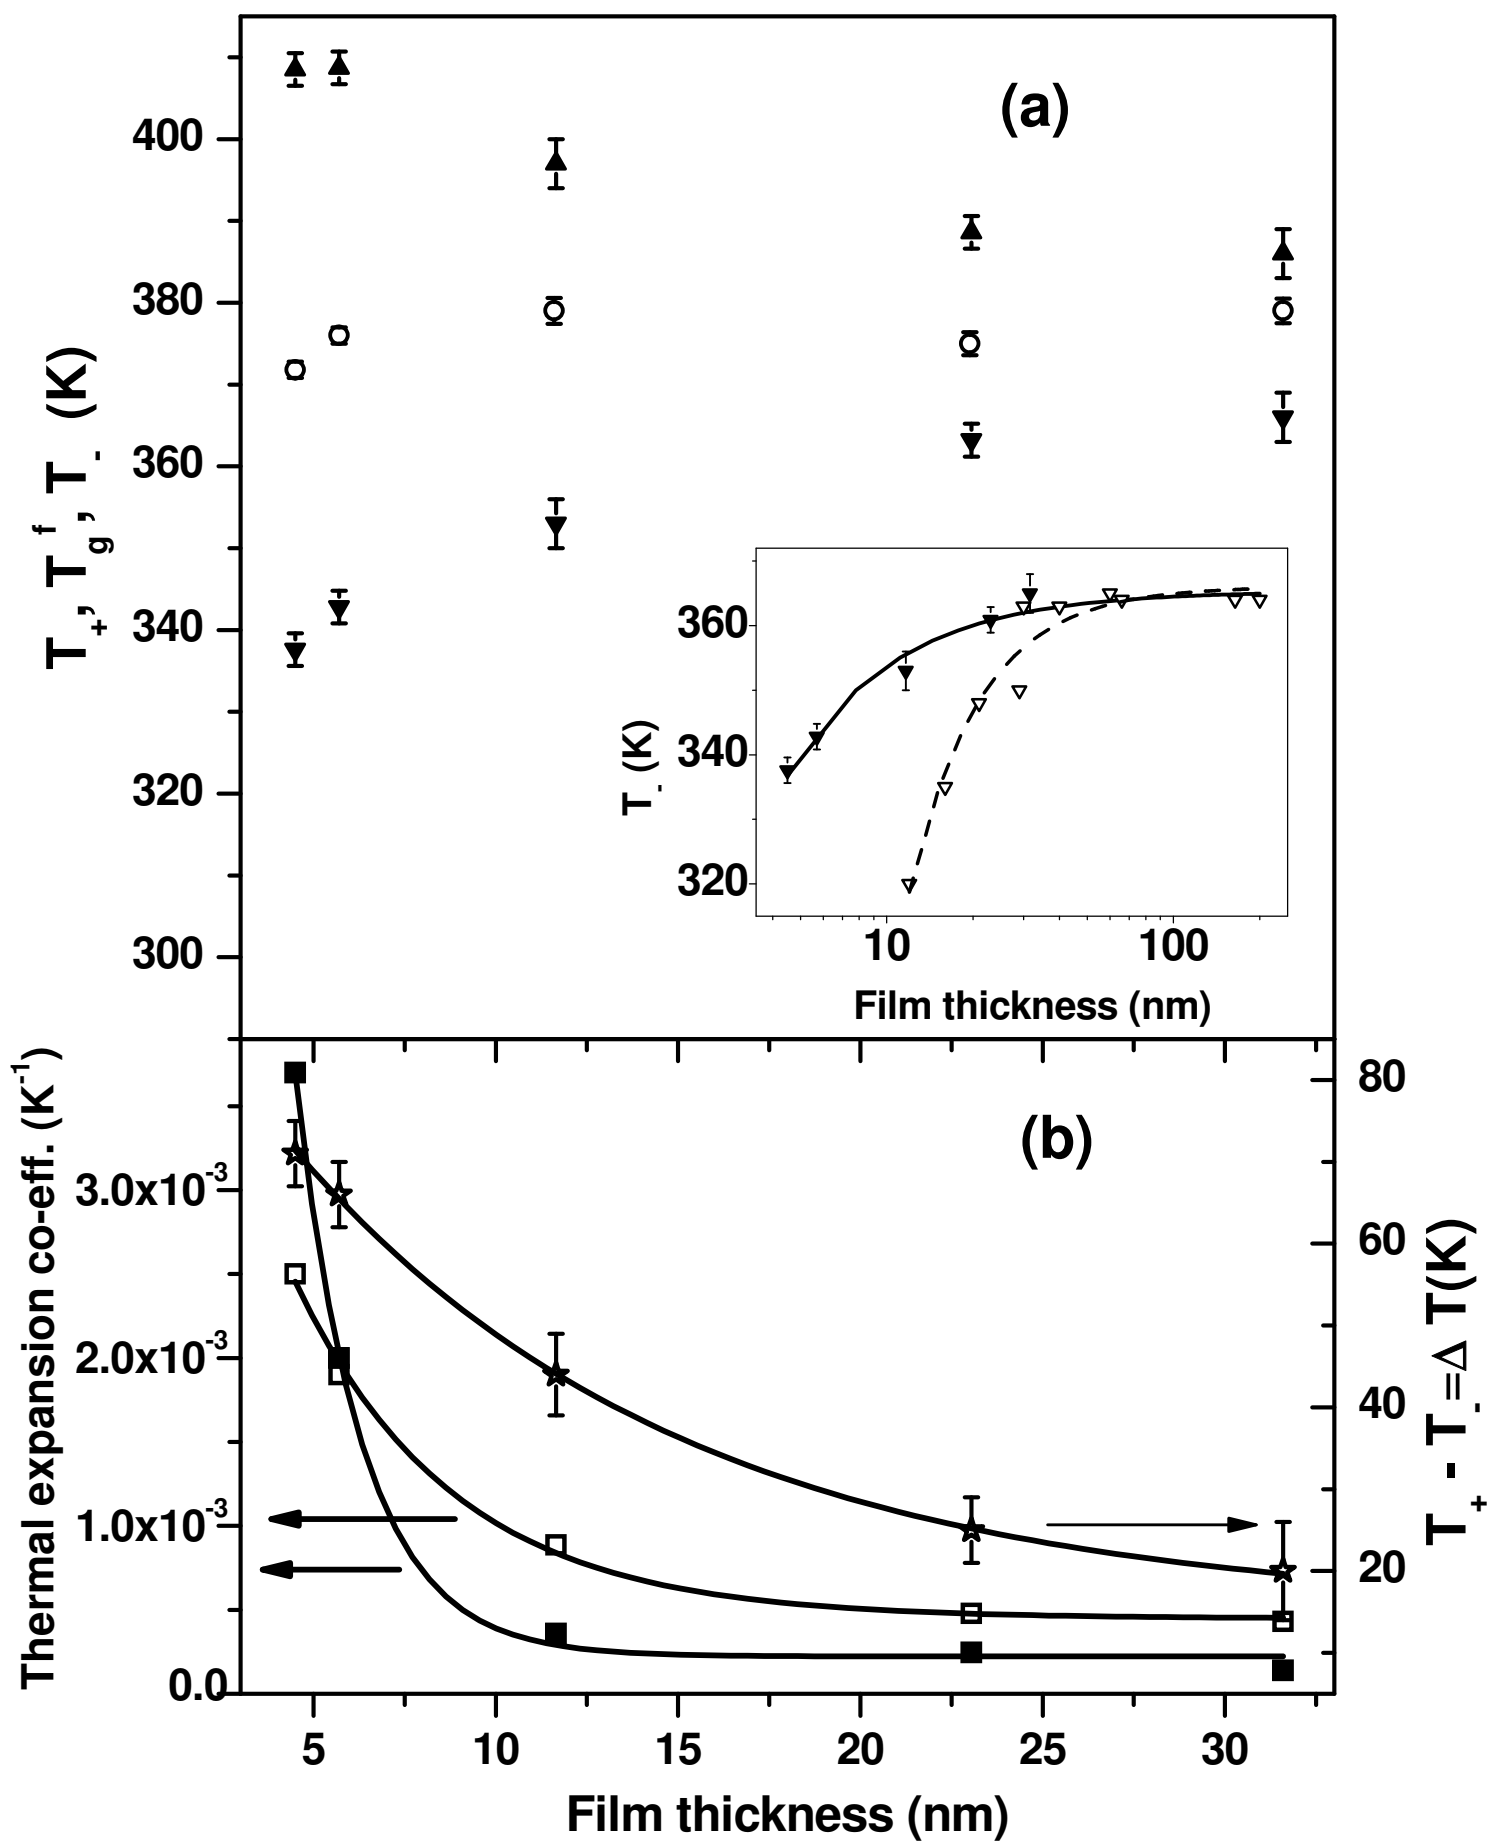 (a)
400
380
360
340
320
300
T+, Tg^f, T- (K)
360
340
320
T- (K)
10 100
Film thickness (nm)
(b)
3.0x10^-3
2.0x10^-3
1.0x10^-3
0.0
Thermal expansion co-eff. (K^-1)
80
60
40
20
T+ - T- =Δ T(K)
5 10 15 20 25 30
Film thickness (nm)